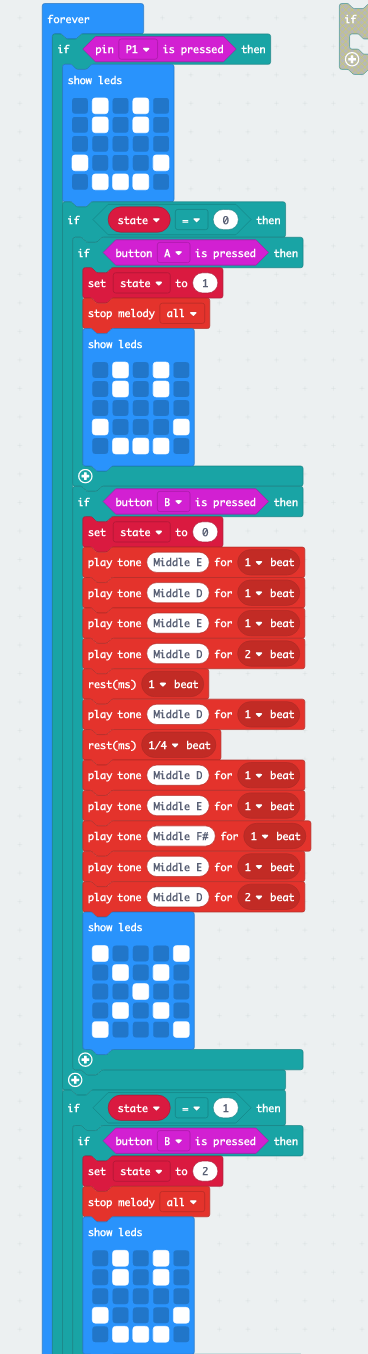 forever
if
if pin P1 is pressed then
show leds
if state = 0 then
if button A is pressed then
set state to 1
stop melody all
show leds
if button B is pressed then
set state to 0
play tone Middle E for 1 beat
play tone Middle D for 1 beat
play tone Middle E for 1 beat
play tone Middle D for 2 beat
rest(ms) 1 beat
play tone Middle D for 1 beat
rest(ms) 1/4 beat
play tone Middle D for 1 beat
play tone Middle E for 1 beat
play tone Middle F# for 1 beat
play tone Middle E for 1 beat
play tone Middle D for 2 beat
show leds
if state = 1 then
if button B is pressed then
set state to 2
stop melody all
show leds